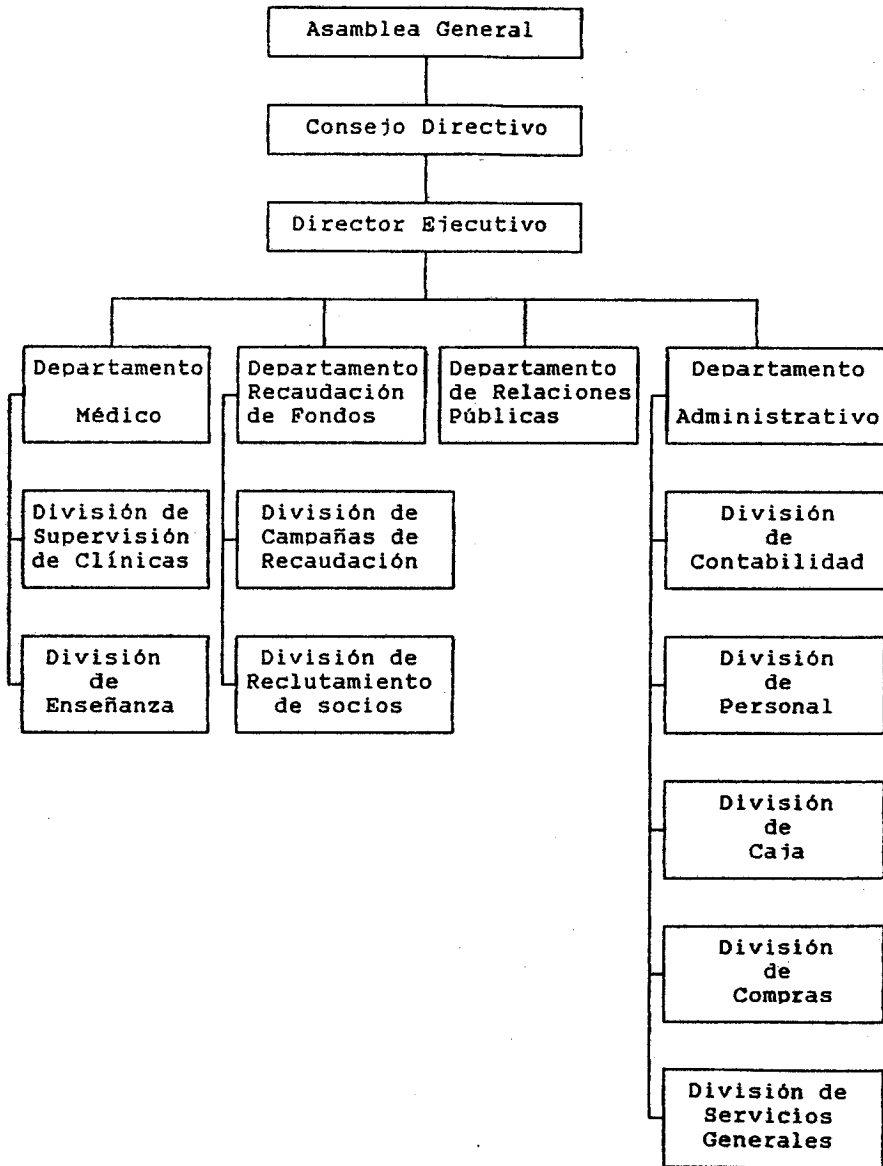 Asamblea General
Consejo Directivo
Director Ejecutivo
Departamento
Médico
Departamento
Recaudación
de Fondos
Departamento
de Relaciones
Públicas
Departamento
Administrativo
División de
Supervisión
de Clínicas
División de
Campañas de
Recaudación
División
de
Contabilidad
División
de
Enseñanza
División de
Reclutamiento
de socios
División
de
Personal
División
de
Caja
División
de
Compras
División de
Servicios
Generales